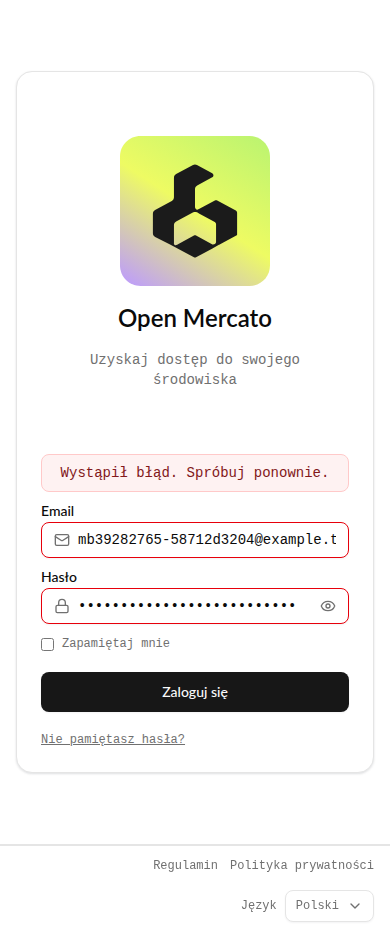 Open Mercato
Uzyskaj dostęp do swojego
środowiska
Wystąpił błąd. Spróbuj ponownie.
Email
mb39282765-58712d3204@example.t
Hasło
••••••••••••••••••••••••••
Zapamiętaj mnie
Zaloguj się
Nie pamiętasz hasła?
Regulamin Polityka prywatności
Język Polski